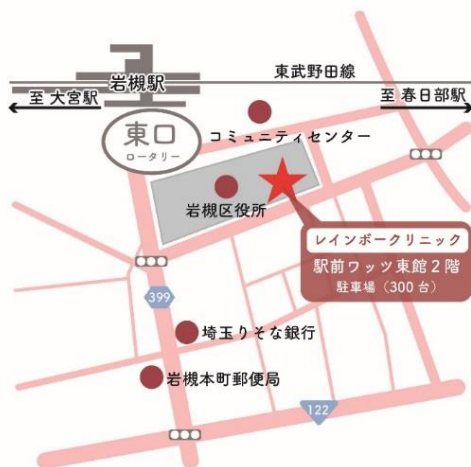 岩槻駅
東武野田線
至 大宮駅
至 春日部駅
東口
ロータリー
コミュニティセンター
岩槻区役所
レインボークリニック
駅前ワッツ東館2階
駐車場（300台）
399
埼玉りそな銀行
岩槻本町郵便局
122